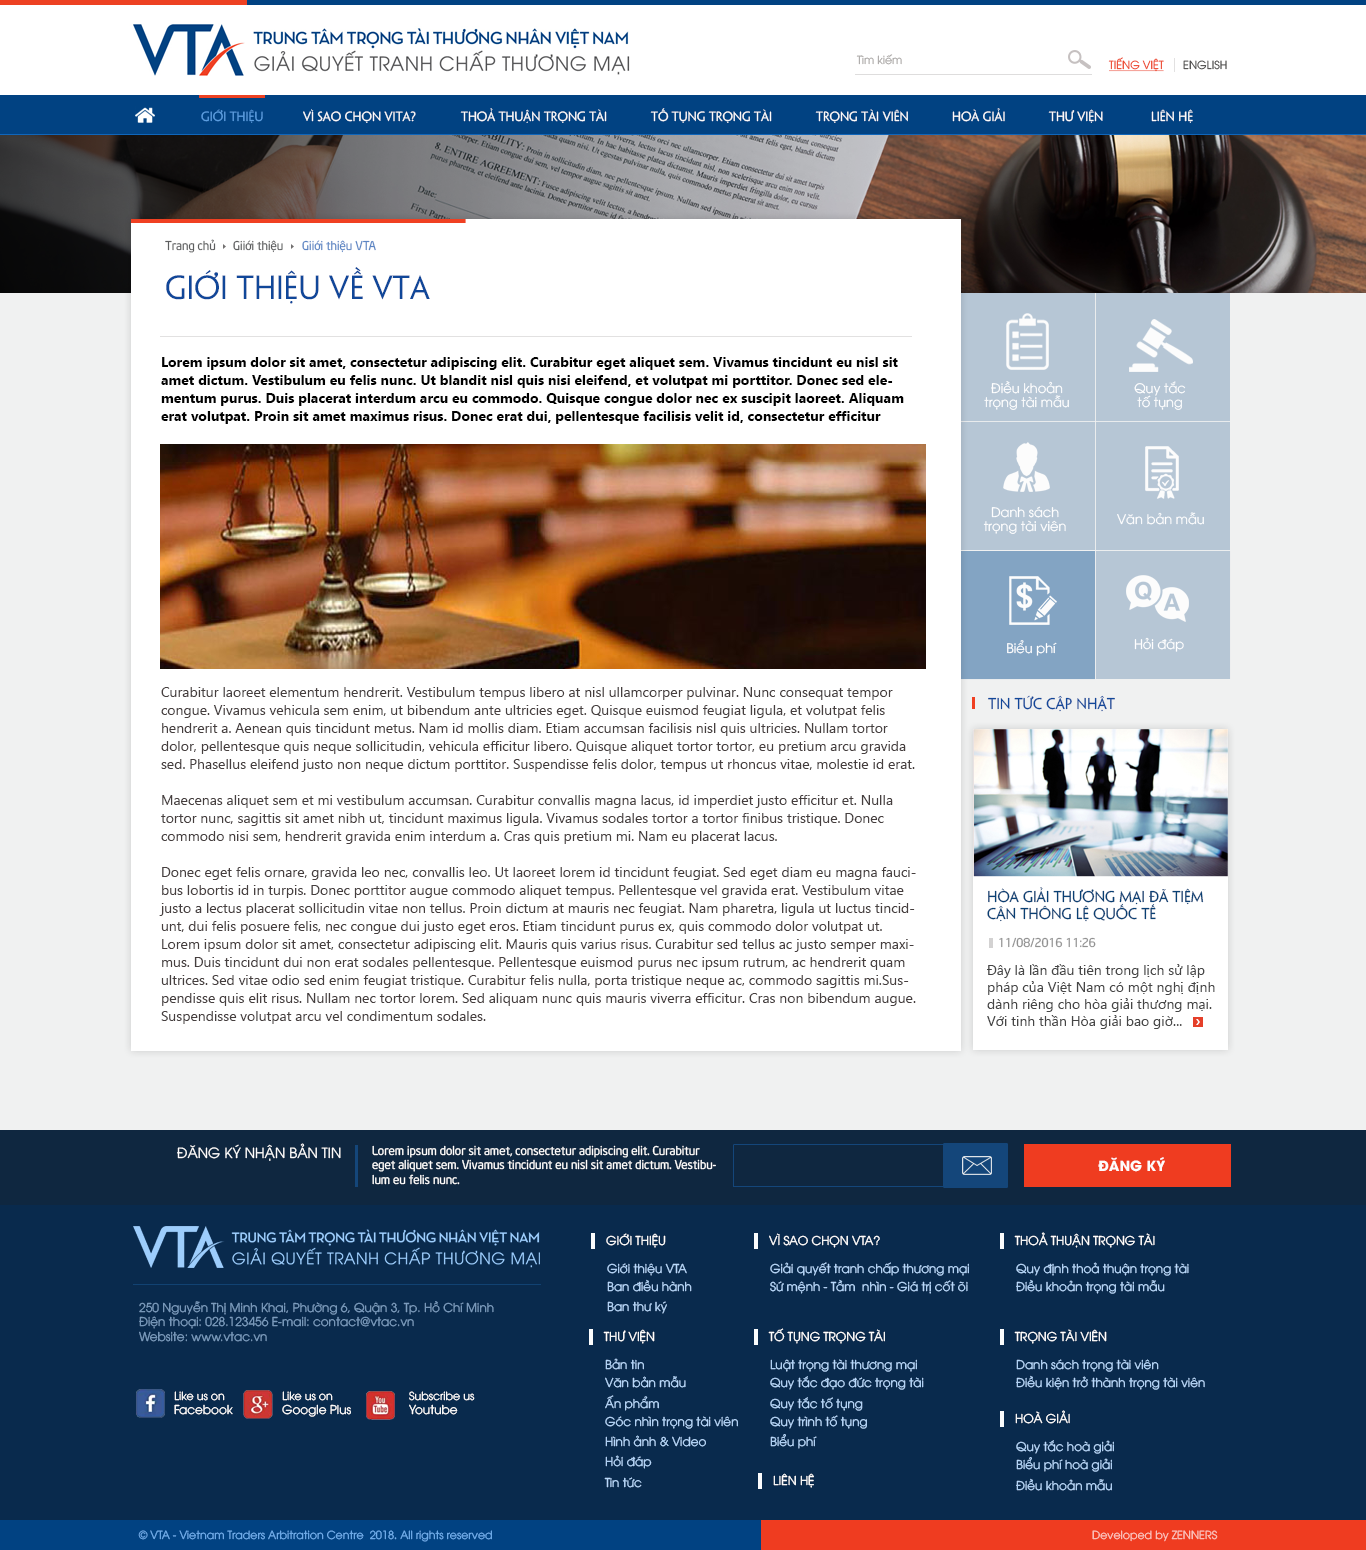 VTA TRUNG TÂM TRỌNG TÀI THƯƠNG NHÂN VIỆT NAM
GIẢI QUYẾT TRANH CHẤP THƯƠNG MẠI
Tìm kiếm
TIẾNG VIỆT
ENGLISH
GIỚI THIỆU
VÌ SAO CHỌN VITA?
THOẢ THUẬN TRỌNG TÀI
TỐ TỤNG TRỌNG TÀI
TRỌNG TÀI VIÊN
HOÀ GIẢI
THƯ VIỆN
LIÊN HỆ
8. ENTIRE AGREEMENT.
Date:
First Par
Trang chủ Giiới thiệu Giiới thiệu VTA
GIỚI THIỆU VỀ VTA
Lorem ipsum dolor sit amet, consectetur adipiscing elit. Curabitur eget aliquet sem. Vivamus tincidunt eu nisl sit
amet dictum. Vestibulum eu felis nunc. Ut blandit nisl quis nisi eleifend, et volutpat mi porttitor. Donec sed ele-
mentum purus. Duis placerat interdum arcu eu commodo. Quisque congue dolor nec ex suscipit laoreet. Aliquam
erat volutpat. Proin sit amet maximus risus. Donec erat dui, pellentesque facilisis velit id, consectetur efficitur
Curabitur laoreet elementum hendrerit. Vestibulum tempus libero at nisl ullamcorper pulvinar. Nunc consequat tempor
congue. Vivamus vehicula sem enim, ut bibendum ante ultricies eget. Quisque euismod feugiat ligula, et volutpat felis
hendrerit a. Aenean quis tincidunt metus. Nam id mollis diam. Etiam accumsan facilisis nisl quis ultricies. Nullam tortor
dolor, pellentesque quis neque sollicitudin, vehicula efficitur libero. Quisque aliquet tortor tortor, eu pretium arcu gravida
sed. Phasellus eleifend justo non neque dictum porttitor. Suspendisse felis dolor, tempus ut rhoncus vitae, molestie id erat.
Maecenas aliquet sem et mi vestibulum accumsan. Curabitur convallis magna lacus, id imperdiet justo efficitur et. Nulla
tortor nunc, sagittis sit amet nibh ut, tincidunt maximus ligula. Vivamus sodales tortor a tortor finibus tristique. Donec
commodo nisi sem, hendrerit gravida enim interdum a. Cras quis pretium mi. Nam eu placerat lacus.
Donec eget felis ornare, gravida leo nec, convallis leo. Ut laoreet lorem id tincidunt feugiat. Sed eget diam eu magna fauci-
bus lobortis id in turpis. Donec porttitor augue commodo aliquet tempus. Pellentesque vel gravida erat. Vestibulum vitae
justo a lectus placerat sollicitudin vitae non tellus. Proin dictum at mauris nec feugiat. Nam pharetra, ligula ut luctus tincid-
unt, dui felis posuere felis, nec congue dui justo eget eros. Etiam tincidunt purus ex, quis commodo dolor volutpat ut.
Lorem ipsum dolor sit amet, consectetur adipiscing elit. Mauris quis varius risus. Curabitur sed tellus ac justo semper maxi-
mus. Duis tincidunt dui non erat sodales pellentesque. Pellentesque euismod purus nec ipsum rutrum, ac hendrerit quam
ultrices. Sed vitae odio sed enim feugiat tristique. Curabitur felis nulla, porta tristique neque ac, commodo sagittis mi.Sus-
pendisse quis elit risus. Nullam nec tortor lorem. Sed aliquam nunc quis mauris viverra efficitur. Cras non bibendum augue.
Suspendisse volutpat arcu vel condimentum sodales.
Điều khoản
trọng tài mẫu
Quy tắc
tố tụng
Danh sách
trọng tài viên
Văn bản mẫu
$
Biểu phí
Q A
Hỏi đáp
TIN TỨC CẬP NHẬT
HÒA GIẢI THƯƠNG MẠI ĐÃ TIỆM
CẬN THÔNG LỆ QUỐC TẾ
11/08/2016 11:26
Đây là lần đầu tiên trong lịch sử lập
pháp của Việt Nam có một nghị định
dành riêng cho hòa giải thương mại.
Với tinh thần Hòa giải bao giờ...
ĐĂNG KÝ NHẬN BẢN TIN
Lorem ipsum dolor sit amet, consectetur adipiscing elit. Curabitur
eget aliquet sem. Vivamus tincidunt eu nisl sit amet dictum. Vestibu-
lum eu felis nunc.
ĐĂNG KÝ
VTA TRUNG TÂM TRỌNG TÀI THƯƠNG NHÂN VIỆT NAM
GIẢI QUYẾT TRANH CHẤP THƯƠNG MẠI
250 Nguyễn Thị Minh Khai, Phường 6, Quận 3, Tp. Hồ Chí Minh
Điện thoại: 028.123456 E-mail: contact@vtac.vn
Website: www.vtac.vn
f Like us on
Facebook
g+ Like us on
Google Plus
You Tube Subscribe us
Youtube
GIỚI THIỆU
Giới thiệu VTA
Ban điều hành
Ban thư ký
THƯ VIỆN
Bản tin
Văn bản mẫu
Ấn phẩm
Góc nhìn trọng tài viên
Hình ảnh & Video
Hỏi đáp
Tin tức
VÌ SAO CHỌN VTA?
Giải quyết tranh chấp thương mại
Sứ mệnh - Tầm nhìn - Giá trị cốt õi
TỐ TỤNG TRỌNG TÀI
Luật trọng tài thương mại
Quy tắc đạo đức trọng tài
Quy tắc tố tụng
Quy trình tố tụng
Biểu phí
LIÊN HỆ
THOẢ THUẬN TRỌNG TÀI
Quy định thoả thuận trọng tài
Điều khoản trọng tài mẫu
TRỌNG TÀI VIÊN
Danh sách trọng tài viên
Điều kiện trở thành trọng tài viên
HOÀ GIẢI
Quy tắc hoà giải
Biểu phí hoà giải
Điều khoản mẫu
© VTA - Vietnam Traders Arbitration Centre 2018. All rights reserved
Developed by ZENNERS